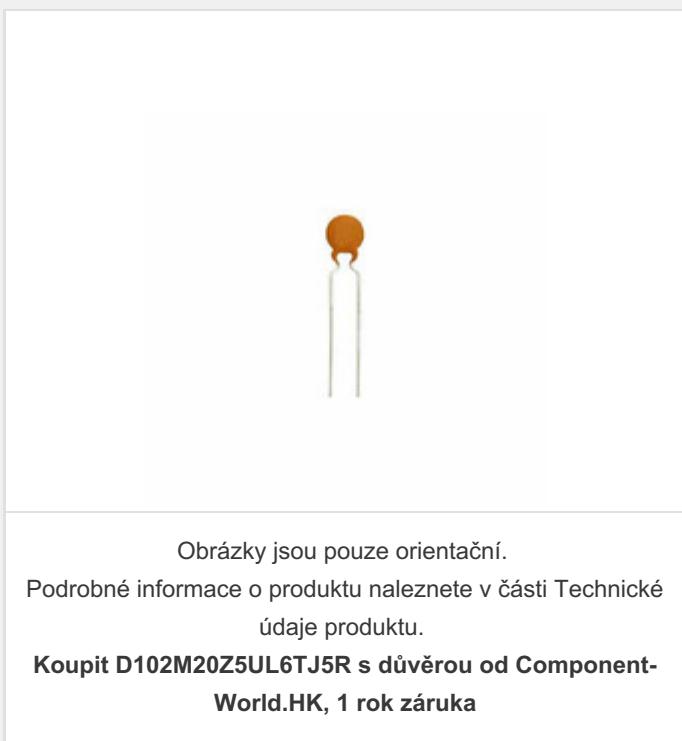 Obrázky jsou pouze orientační.
Podrobné informace o produktu naleznete v části Technické
údaje produktu.
Koupit D102M20Z5UL6TJ5R s důvěrou od Component-
World.HK, 1 rok záruka